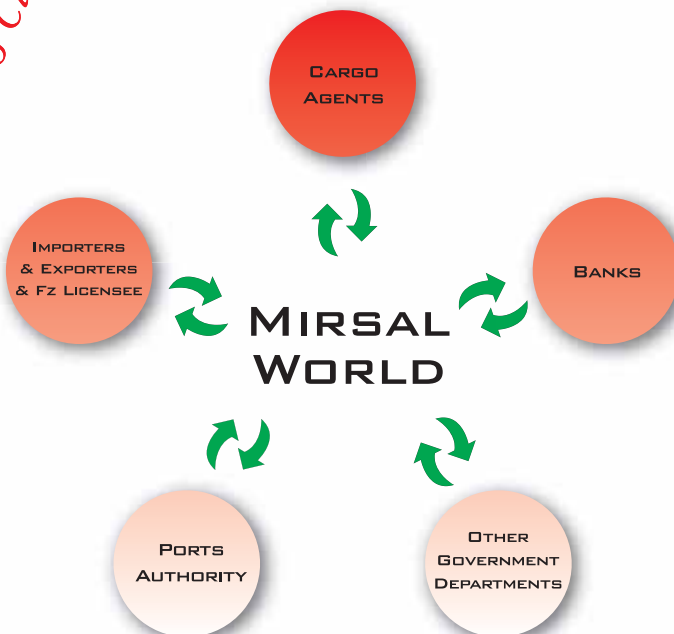 CARGO
AGENTS
IMPORTERS
& EXPORTERS
& FZ LICENSEE
BANKS
MIRSAL
WORLD
PORTS
AUTHORITY
OTHER
GOVERNMENT
DEPARTMENTS